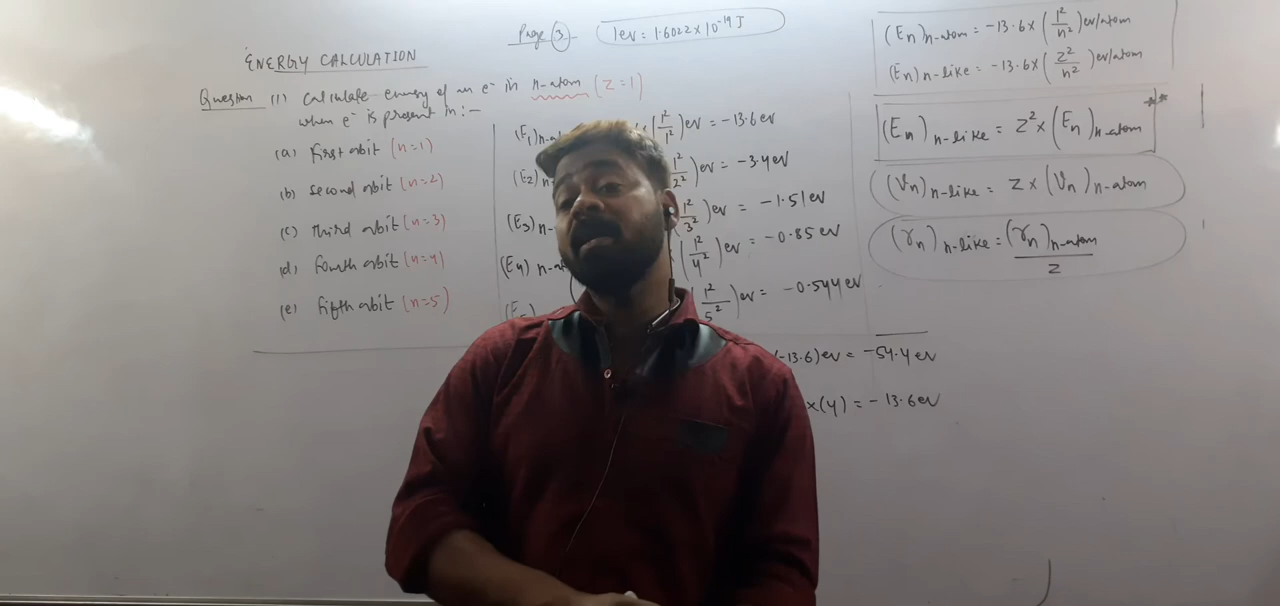 Page 3
1ev = 1.6022 × 10⁻¹⁹ J
ENERGY CALCULATION
Question (1) Calculate energy of an e⁻ in n-atom (Z=1)
when e⁻ is present in :-
(a) First orbit (n=1)
(b) second orbit (n=2)
(c) third orbit (n=3)
(d) fourth orbit (n=4)
(e) fifth orbit (n=5)
(E₁)n-a (1²/1²) ev = -13.6 ev
(E₂)n 1²/2²) ev = -3.4 ev
(E₃)n- 1²/3²) ev = -1.51 ev
(E₄) n-a (1²/4²) ev = -0.85 ev
(1²/5²) ev = -0.544 ev
(-13.6) ev = -54.4 ev
×(4) = -13.6 ev
(En)n-atom = -13.6 × (1²/n²) ev/atom
(En)n-like = -13.6 × (Z²/n²) ev/atom
(En)n-like = Z² × (En)n-atom **
(Vn)n-like = Z × (Vn)n-atom
(rn)n-like = (rn)n-atom / Z